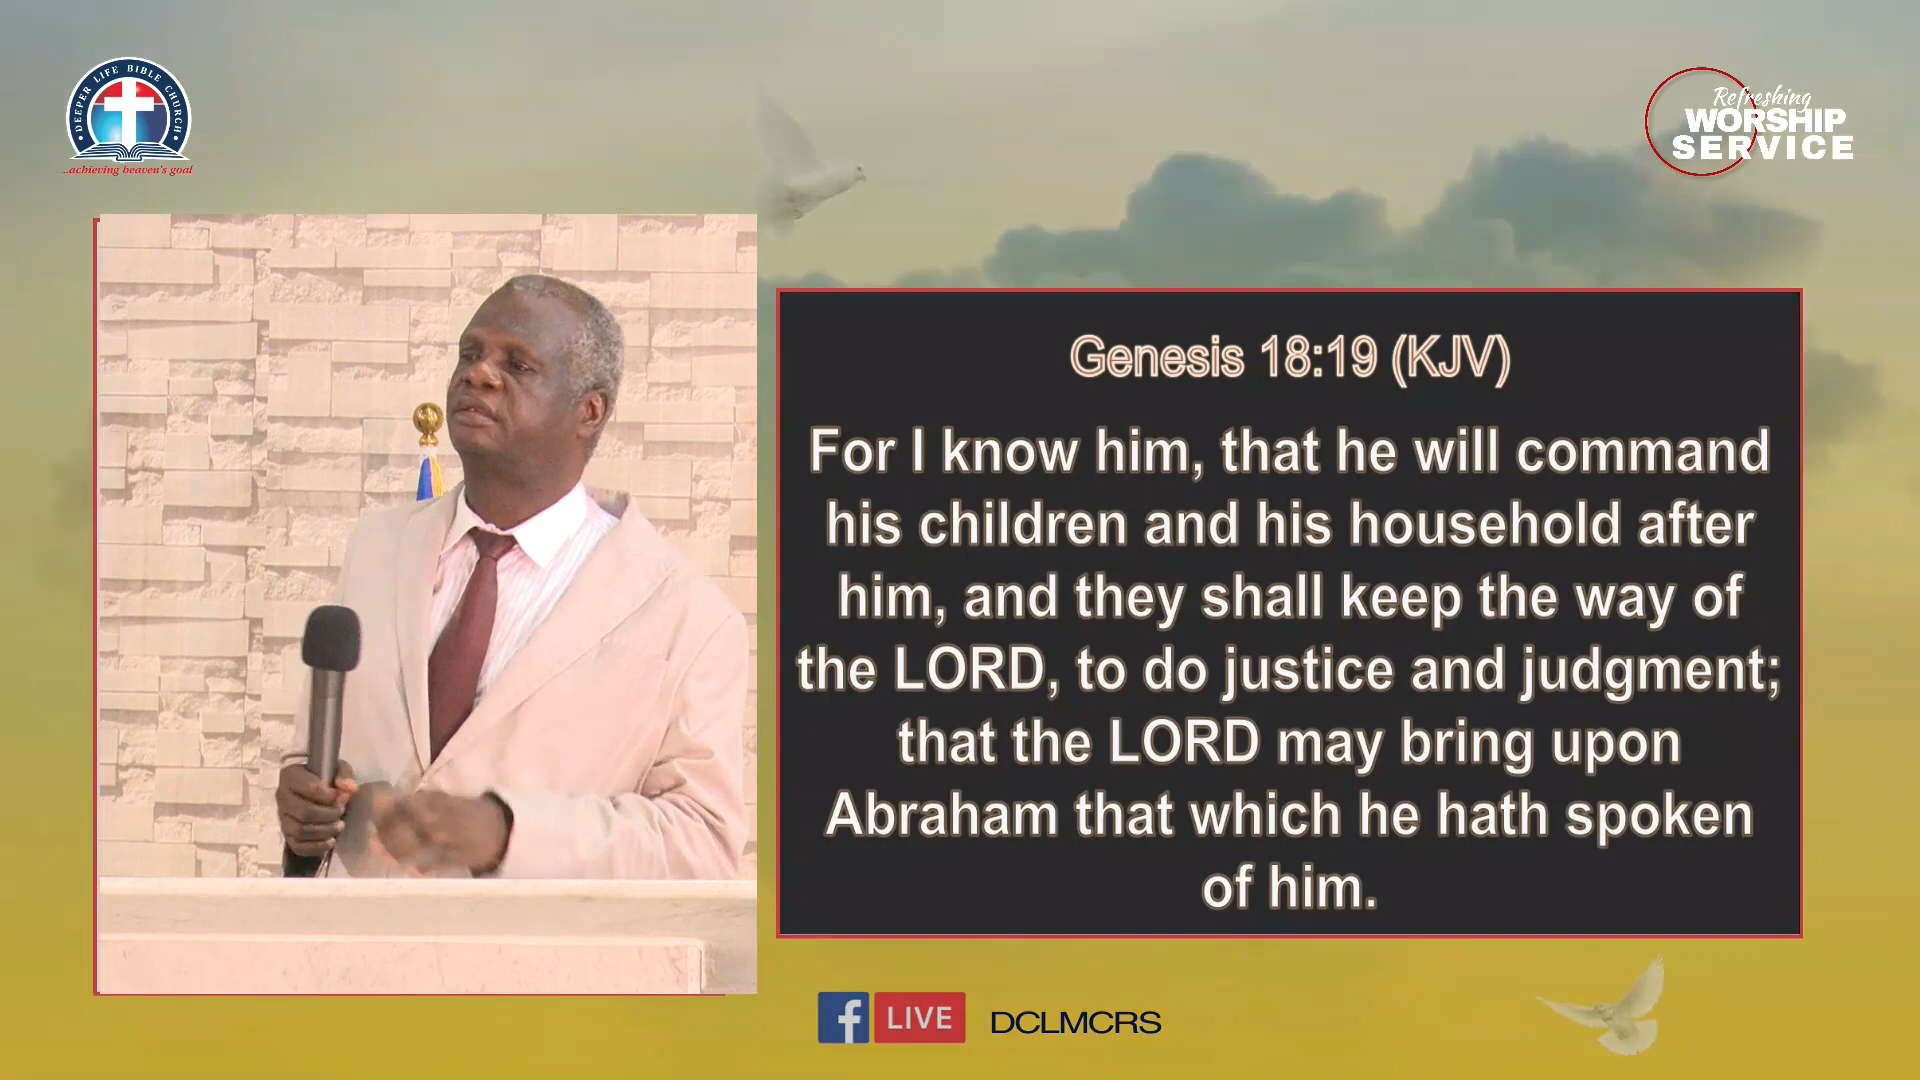 DEEPER LIFE BIBLE CHURCH
...achieving heaven's goal
Refreshing
WORSHIP
SERVICE
Genesis 18:19 (KJV)
For I know him, that he will command
his children and his household after
him, and they shall keep the way of
the LORD, to do justice and judgment;
that the LORD may bring upon
Abraham that which he hath spoken
of him.
f LIVE DCLMCRS